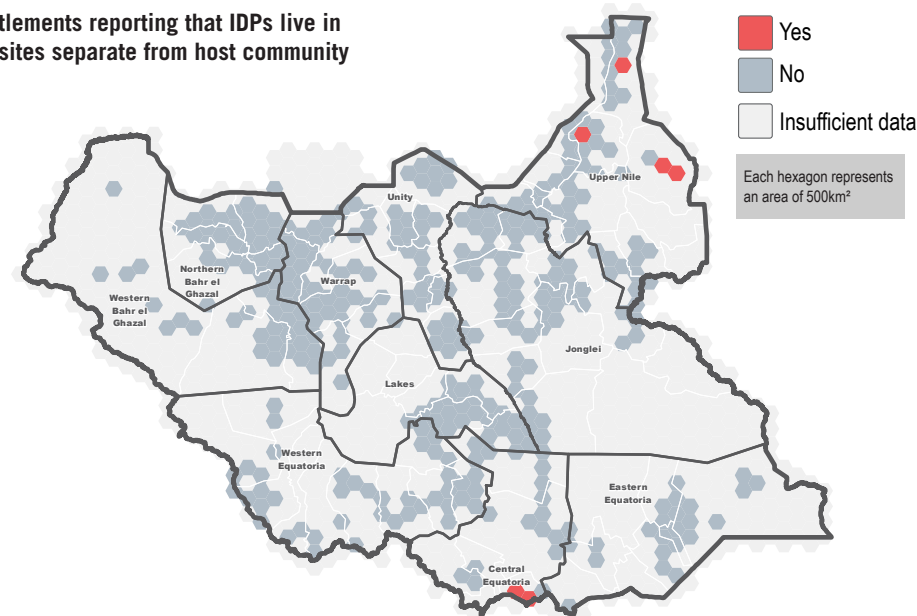 tlements reporting that IDPs live in
sites separate from host community
Yes
No
Insufficient data
Each hexagon represents
an area of 500km²
Upper Nile
Unity
Northern
Bahr el
Ghazal
Warrap
Western
Bahr el
Ghazal
Jonglei
Lakes
Western
Equatoria
Eastern
Equatoria
Central
Equatoria